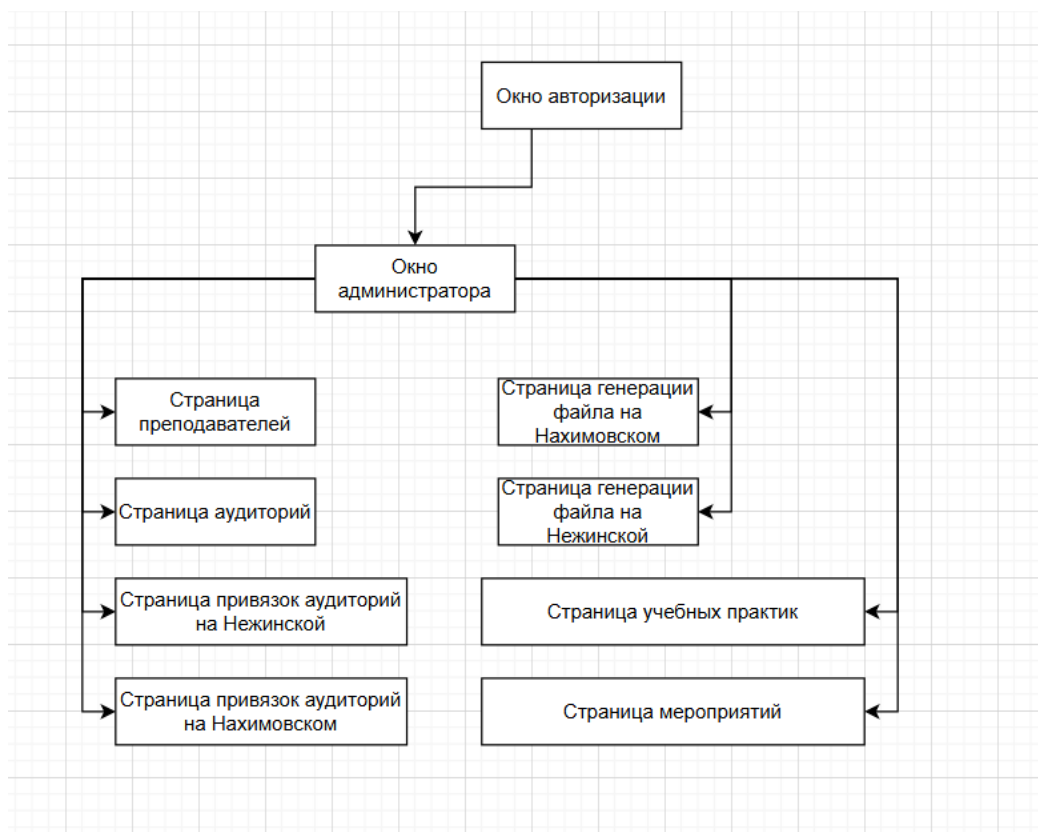 Окно авторизации
Окно
администратора
Страница
преподавателей
Страница аудиторий
Страница привязок аудиторий
на Нежинской
Страница привязок аудиторий
на Нахимовском
Страница генерации
файла на
Нахимовском
Страница генерации
файла на
Нежинской
Страница учебных практик
Страница мероприятий